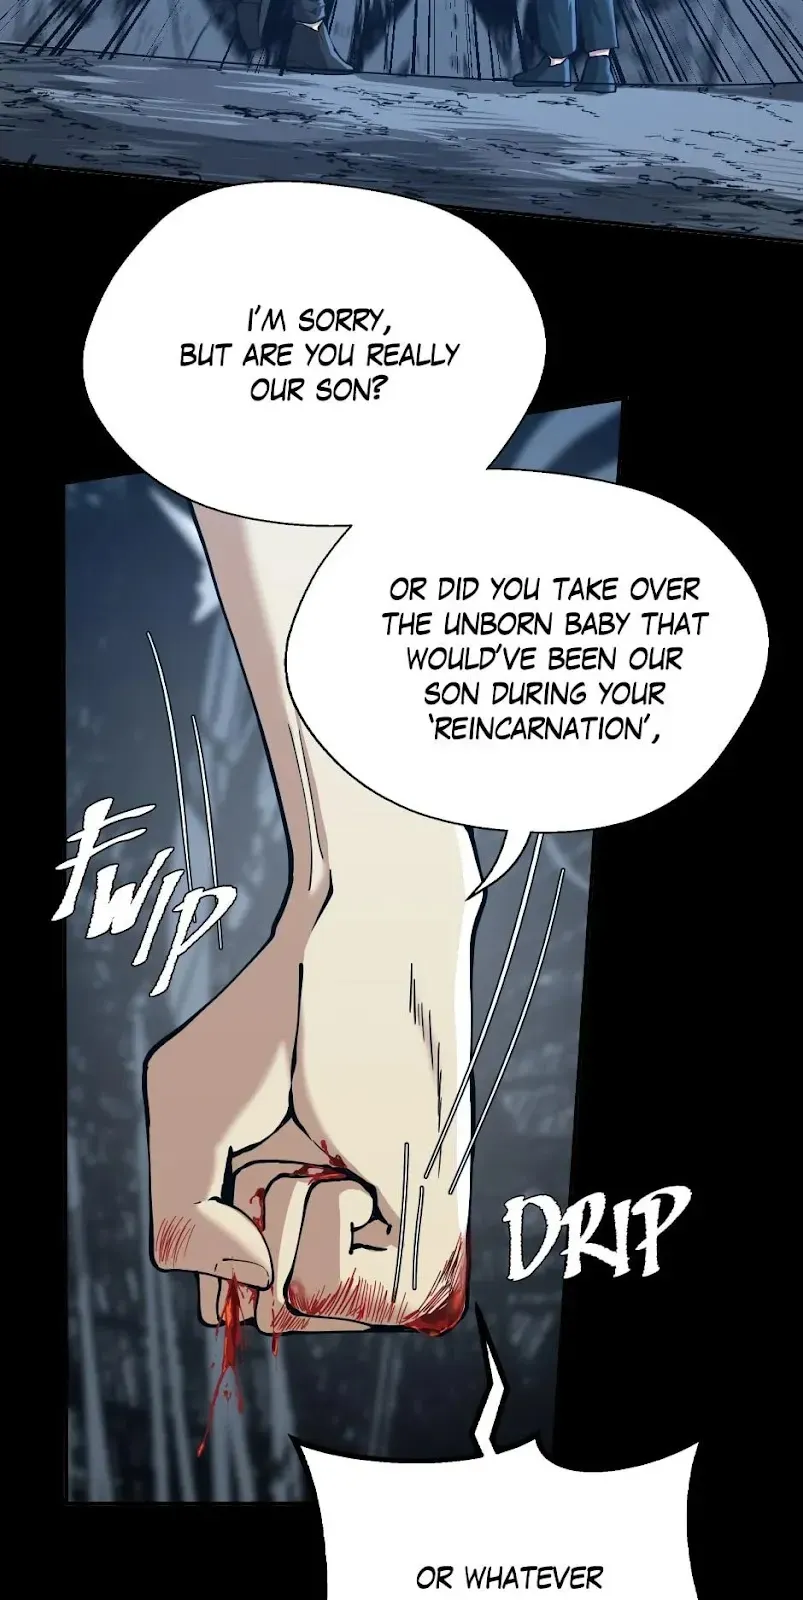 I'M SORRY,
BUT ARE YOU REALLY
OUR SON?
OR DID YOU TAKE OVER
THE UNBORN BABY THAT
WOULD'VE BEEN OUR
SON DURING YOUR
'REINCARNATION',
FWIP
DRIP
OR WHATEVER